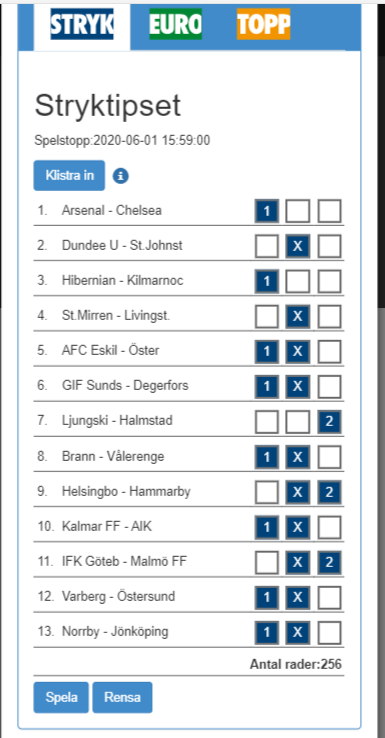 STRYK EURO TOPP
Stryktipset
Spelstopp:2020-06-01 15:59:00
Klistra in i
1. Arsenal - Chelsea 1
2. Dundee U - St.Johnst X
3. Hibernian - Kilmarnoc 1
4. St.Mirren - Livingst. X
5. AFC Eskil - Öster 1 X
6. GIF Sunds - Degerfors 1 X
7. Ljungski - Halmstad 2
8. Brann - Vålerenge 1 X
9. Helsingbo - Hammarby X 2
10. Kalmar FF - AIK 1 X
11. IFK Göteb - Malmö FF X 2
12. Varberg - Östersund 1 X
13. Norrby - Jönköping 1 X
Antal rader:256
Spela Rensa